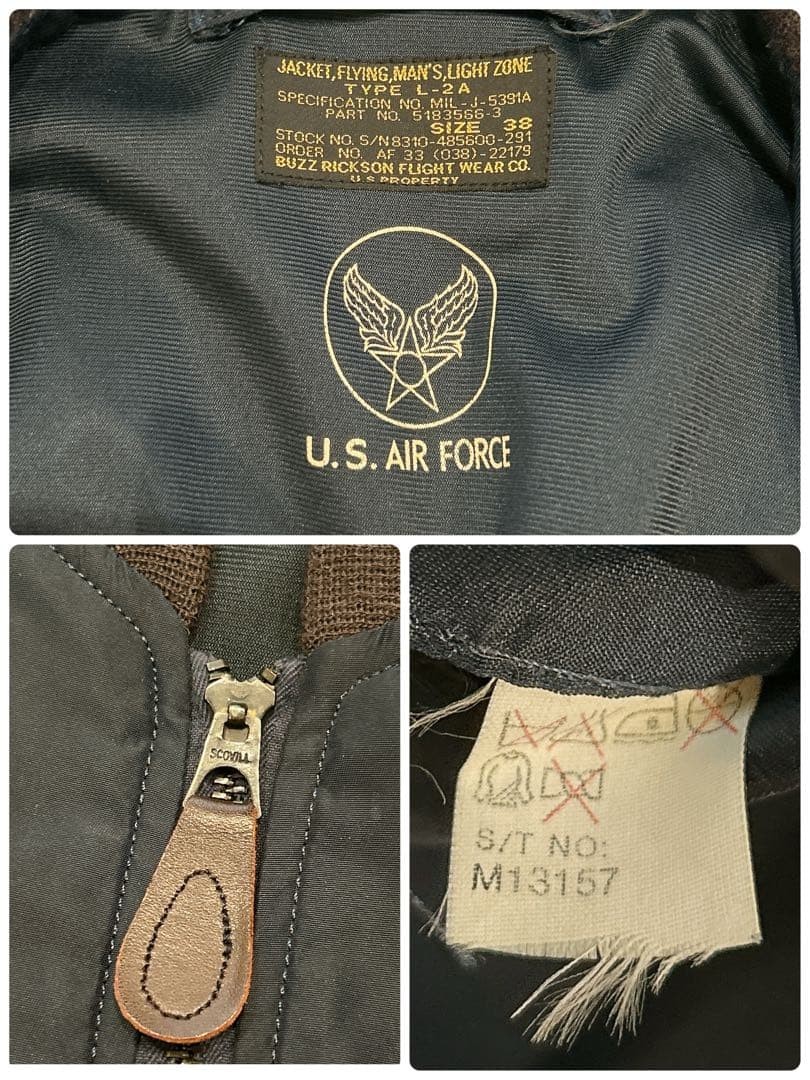 JACKET, FLYING, MAN'S, LIGHT ZONE
TYPE L-2A
SPECIFICATION NO. MIL-J-5391A
PART NO. 5183566-3
SIZE 38
STOCK NO. S/N8310-485600-291
ORDER NO. AF 33 (038)-22179
BUZZ RICKSON FLIGHT WEAR CO.
U.S. PROPERTY
U.S. AIR FORCE
SCOVILL
S/T NO:
M13157